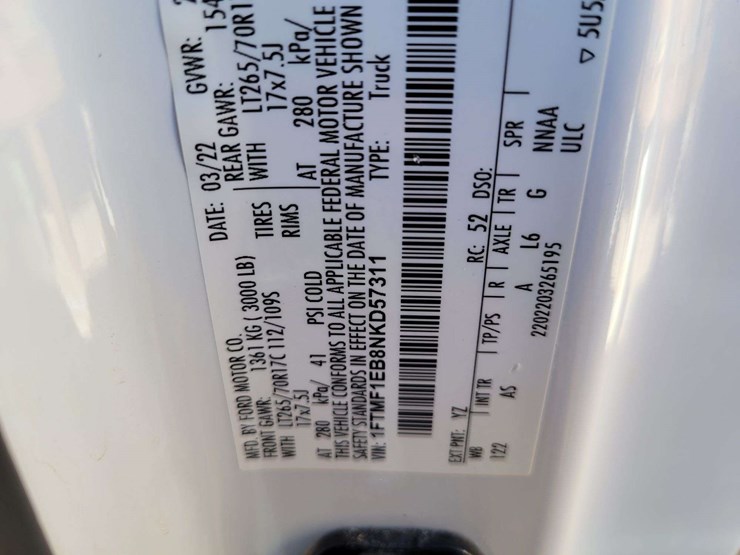 MFD. BY FORD MOTOR CO.
DATE: 03/22 GVWR:
FRONT GAWR: 1361 KG ( 3000 LB) REAR GAWR: 154
WITH LT265/70R17C 112/109S TIRES WITH LT265/70R1
17x7.5J RIMS 17x7.5J
AT 280 kPa/ 41 PSI COLD AT 280 kPa/
THIS VEHICLE CONFORMS TO ALL APPLICABLE FEDERAL MOTOR VEHICLE
SAFETY STANDARDS IN EFFECT ON THE DATE OF MANUFACTURE SHOWN
VIN: 1FTMF1EB8NKD57311 TYPE: Truck
EXT PNT: YZ RC: 52 DSO:
WB INT TR TP/PS R AXLE TR SPR
122 AS A L6 G NNAA
2202203265195 ULC
▽ 5U5